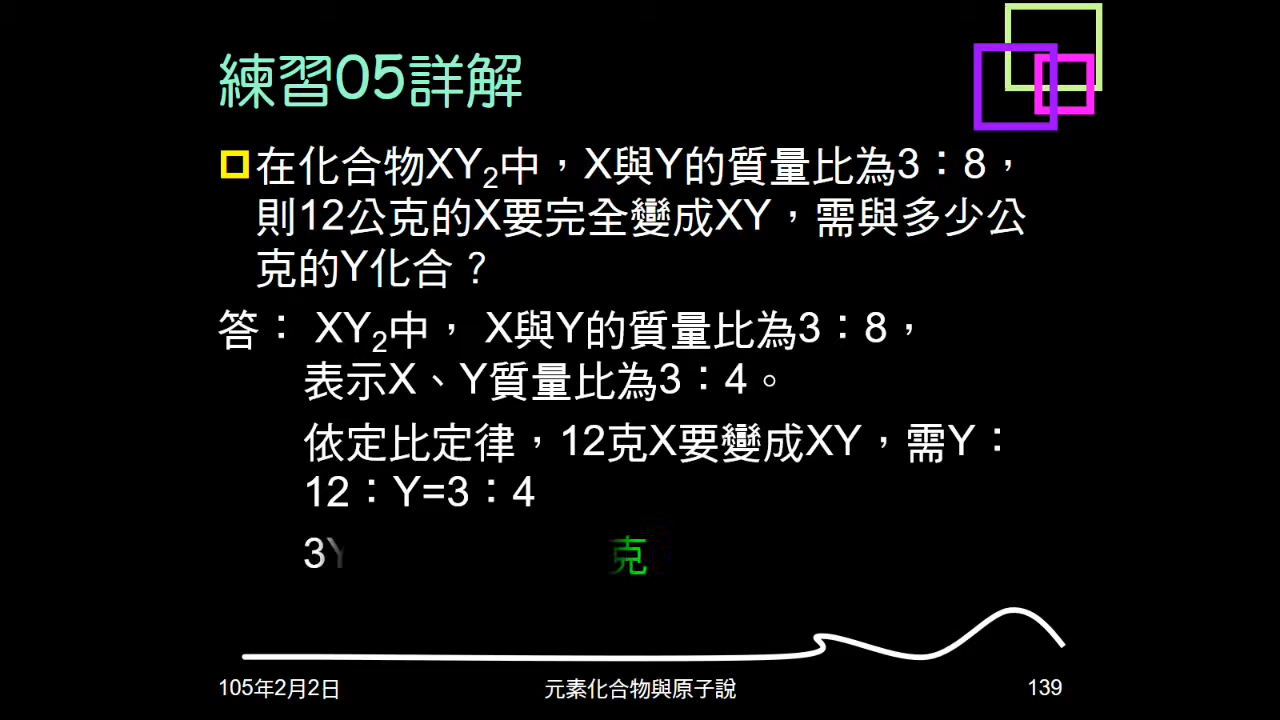 練習05詳解
在化合物XY₂中，X與Y的質量比為3：8，
則12公克的X要完全變成XY，需與多少公
克的Y化合？
答： XY₂中， X與Y的質量比為3：8，
表示X、Y質量比為3：4。
依定比定律，12克X要變成XY，需Y：
12：Y=3：4
3Y 克
105年2月2日 元素化合物與原子說 139